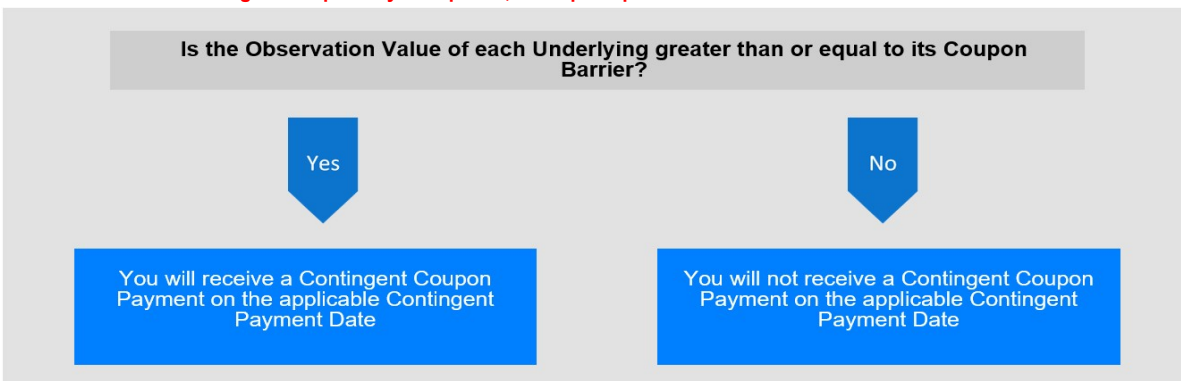 Is the Observation Value of each Underlying greater than or equal to its Coupon
Barrier?
Yes
No
You will receive a Contingent Coupon
Payment on the applicable Contingent
Payment Date
You will not receive a Contingent Coupon
Payment on the applicable Contingent
Payment Date